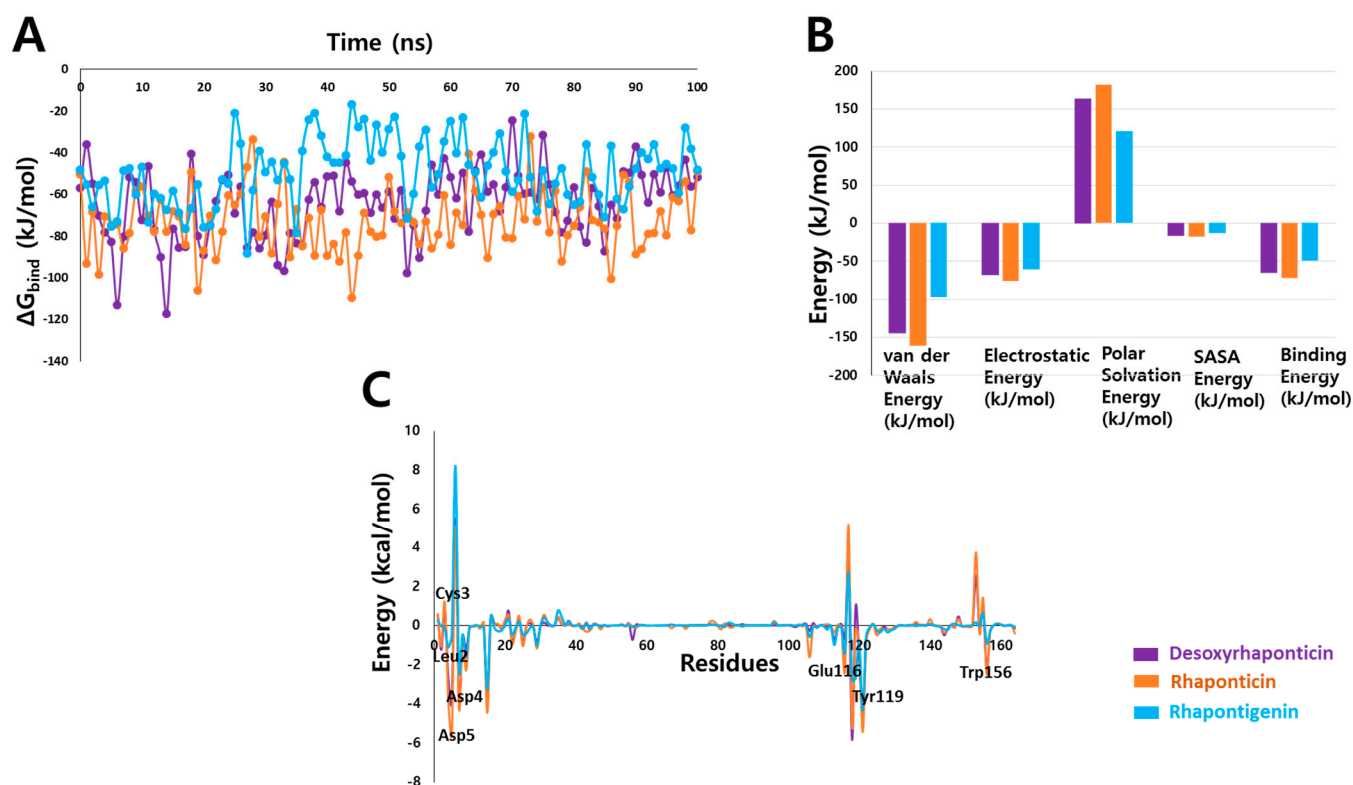 A
Time (ns)
0
0 10 20 30 40 50 60 70 80 90 100
-20
-40
-60
-80
-100
-120
-140
ΔGbind (kJ/mol)
B
200
150
100
50
0
-50
-100
-150
-200
Energy (kJ/mol)
van der
Waals
Energy
(kJ/mol)
Electrostatic
Energy
(kJ/mol)
Polar
Solvation
Energy
(kJ/mol)
SASA
Energy
(kJ/mol)
Binding
Energy
(kJ/mol)
C
10
8
6
4
2
0
-2
-4
-6
-8
Energy (kcal/mol)
0 20 40 60 80 100 120 140 160
Residues
Cys3
Leu2
Asp4
Asp5
Glu116
Tyr119
Trp156
Desoxyrhaponticin
Rhaponticin
Rhapontigenin